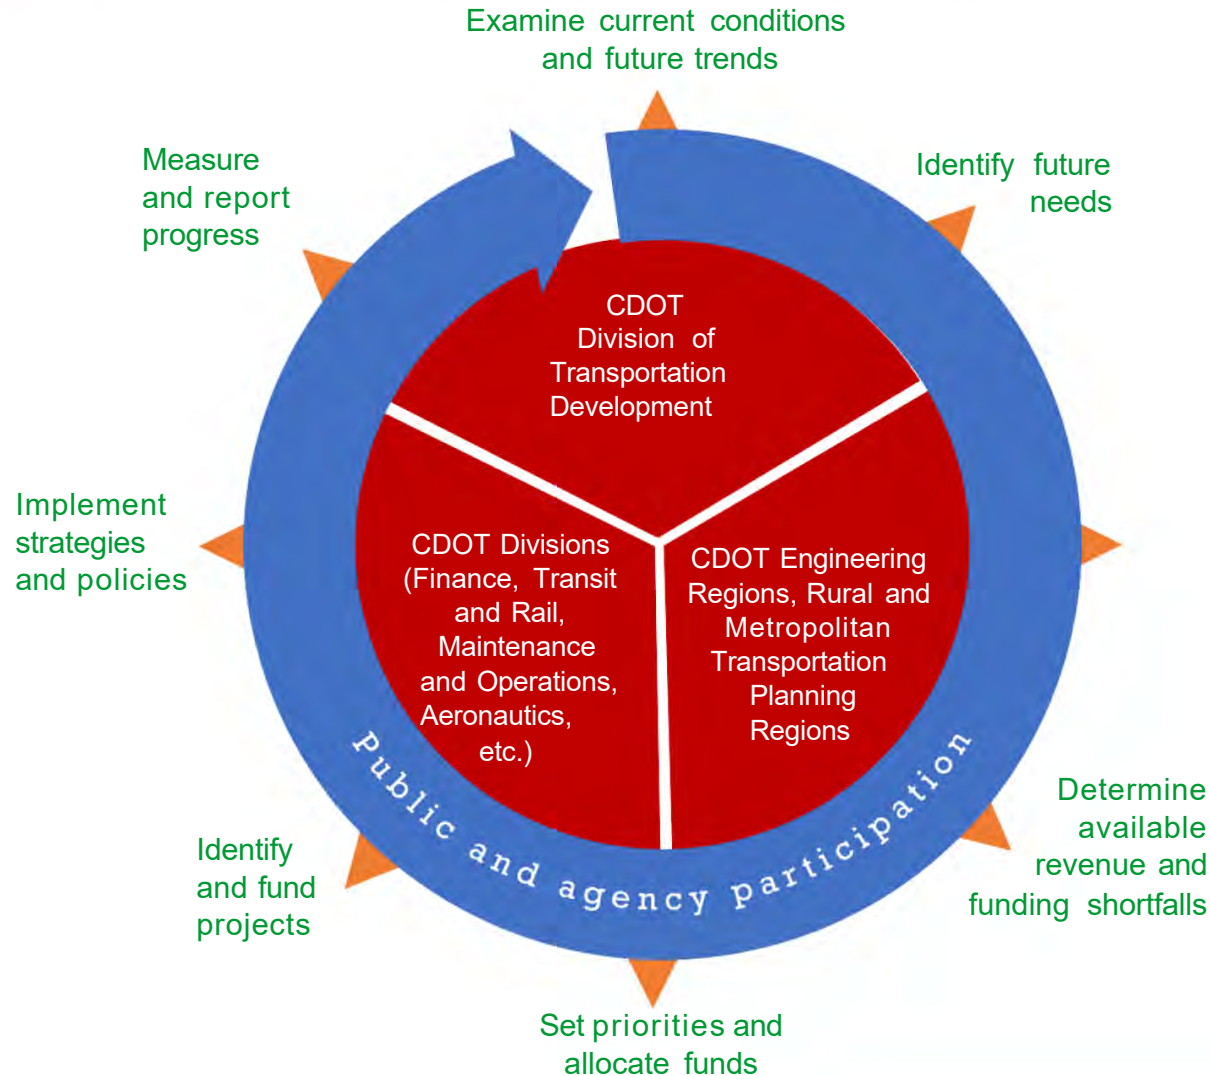 Examine current conditions
and future trends
Identify future
needs
Determine
available
revenue and
funding shortfalls
Set priorities and
allocate funds
Identify
and fund
projects
Implement
strategies
and policies
Measure
and report
progress
CDOT
Division of
Transportation
Development
CDOT Engineering
Regions, Rural and
Metropolitan
Transportation
Planning
Regions
CDOT Divisions
(Finance, Transit
and Rail,
Maintenance
and Operations,
Aeronautics,
etc.)
Public and agency participation